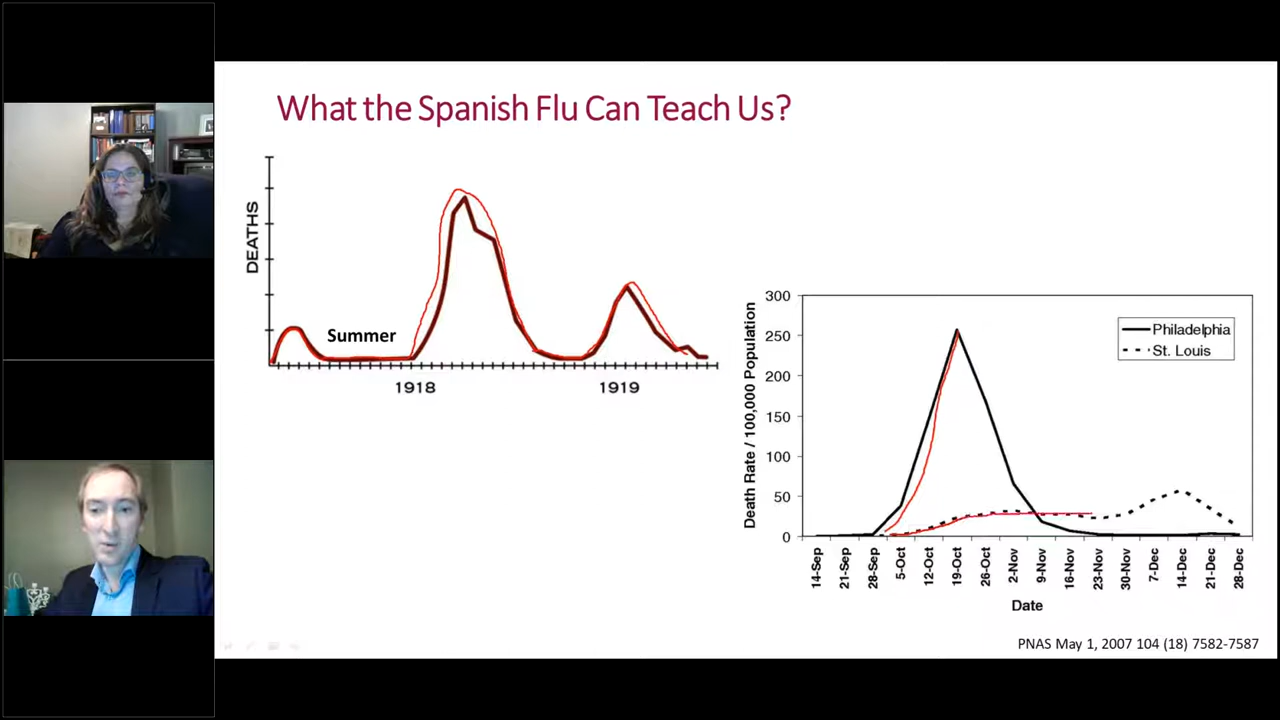 What the Spanish Flu Can Teach Us?
DEATHS
Summer
1918
1919
Death Rate / 100,000 Population
300
250
200
150
100
50
0
Philadelphia
St. Louis
14-Sep
21-Sep
28-Sep
5-Oct
12-Oct
19-Oct
26-Oct
2-Nov
9-Nov
16-Nov
23-Nov
30-Nov
7-Dec
14-Dec
21-Dec
28-Dec
Date
PNAS May 1, 2007 104 (18) 7582-7587